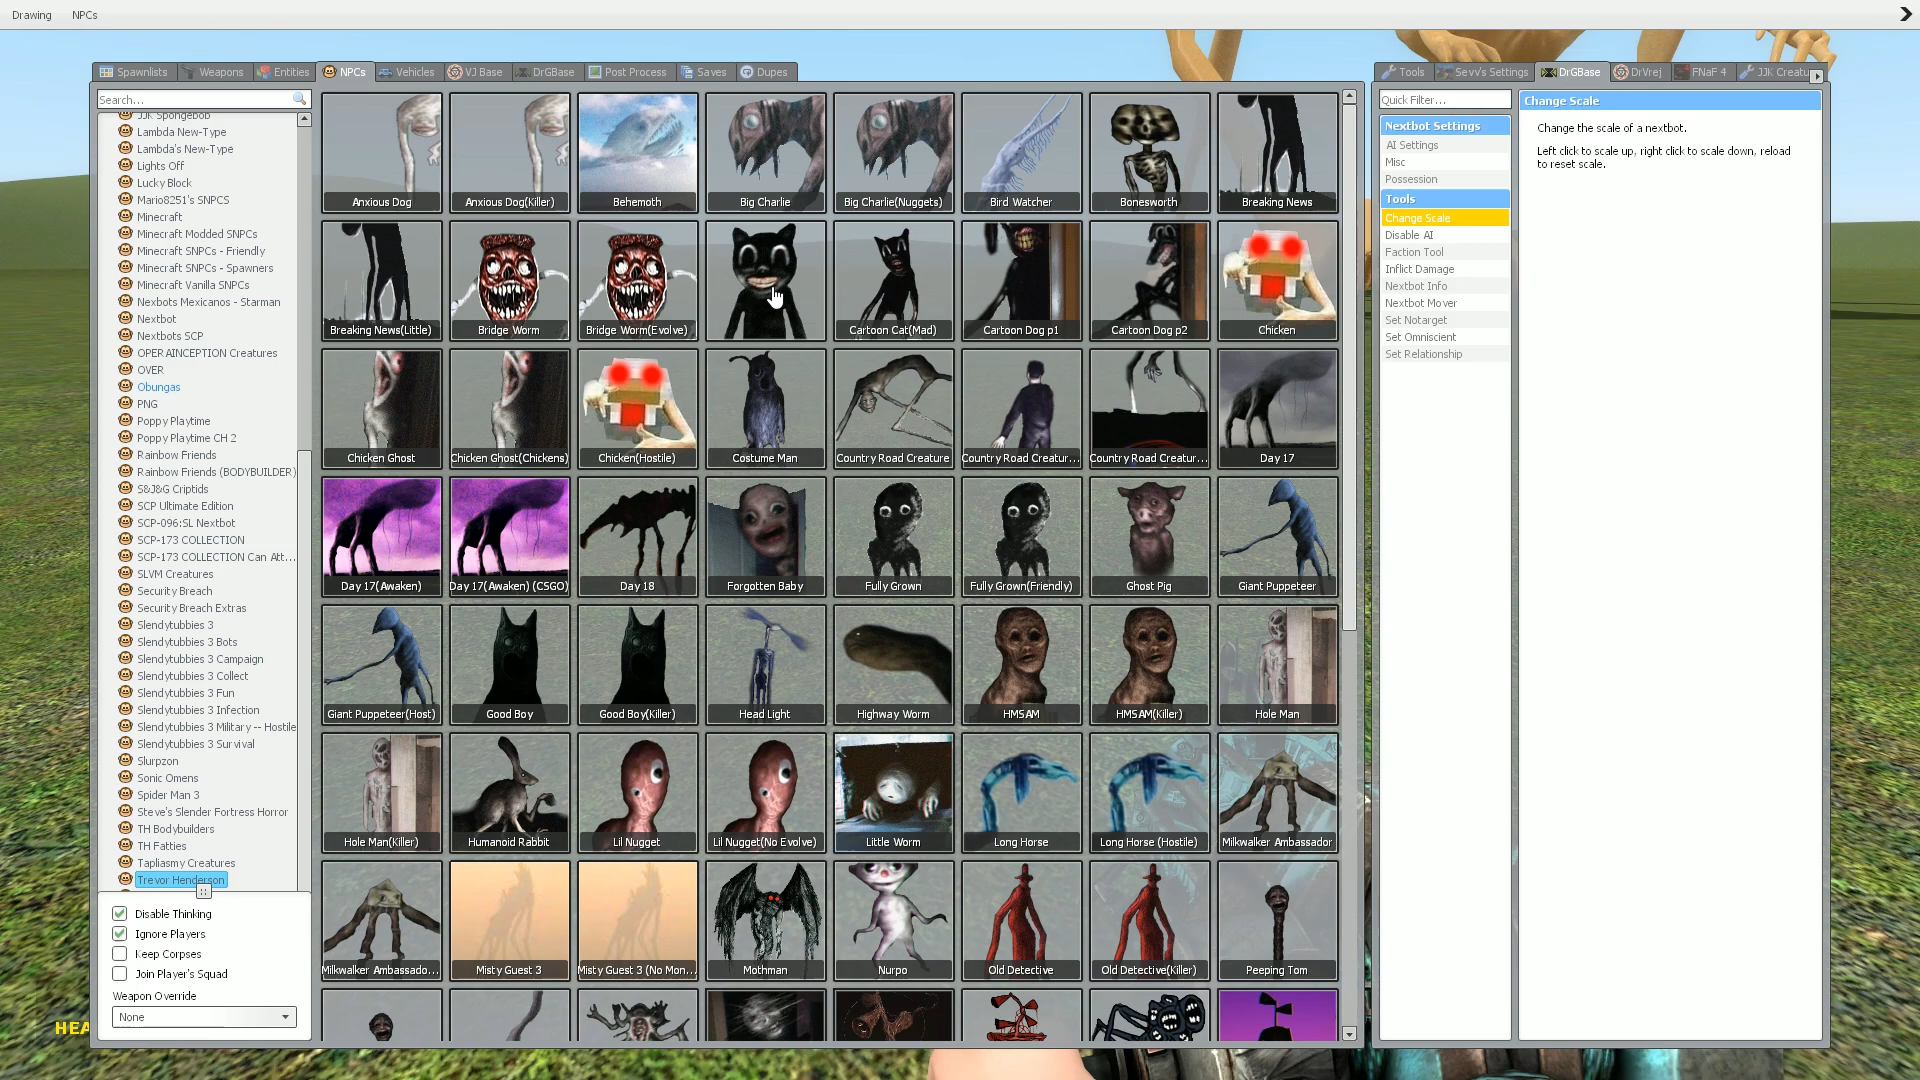 Drawing NPCs
Spawnlists Weapons Entities NPCs Vehicles VJ Base DrGBase Post Process Saves Dupes
Tools Sevv's Settings DrGBase DrVrej FNaF 4 JJK Creatu
Search...
JJK Spongebob
Lambda New-Type
Lambda's New-Type
Lights Off
Lucky Block
Mario8251's SNPCS
Minecraft
Minecraft Modded SNPCs
Minecraft SNPCs - Friendly
Minecraft SNPCs - Spawners
Minecraft Vanilla SNPCs
Nexbots Mexicanos - Starman
Nextbot
Nextbots SCP
OPERAINCEPTION Creatures
OVER
Obungas
PNG
Poppy Playtime
Poppy Playtime CH 2
Rainbow Friends
Rainbow Friends (BODYBUILDER)
S&J&G Criptids
SCP Ultimate Edition
SCP-096:SL Nextbot
SCP-173 COLLECTION
SCP-173 COLLECTION Can Att...
SLVM Creatures
Security Breach
Security Breach Extras
Slendytubbies 3
Slendytubbies 3 Bots
Slendytubbies 3 Campaign
Slendytubbies 3 Collect
Slendytubbies 3 Fun
Slendytubbies 3 Infection
Slendytubbies 3 Military -- Hostile
Slendytubbies 3 Survival
Slurpzon
Sonic Omens
Spider Man 3
Steve's Slender Fortress Horror
TH Bodybuilders
TH Fatties
Tapliasmy Creatures
Trevor Henderson
Disable Thinking
Ignore Players
Keep Corpses
Join Player's Squad
Weapon Override
None
HEA
Anxious Dog Anxious Dog(Killer) Behemoth Big Charlie Big Charlie(Nuggets) Bird Watcher Bonesworth Breaking News
Breaking News(Little) Bridge Worm Bridge Worm(Evolve) Cartoon Cat(Mad) Cartoon Dog p1 Cartoon Dog p2 Chicken
Chicken Ghost Chicken Ghost(Chickens) Chicken(Hostile) Costume Man Country Road Creature Country Road Creatur... Country Road Creatur... Day 17
Day 17(Awaken) Day 17(Awaken) (CSGO) Day 18 Forgotten Baby Fully Grown Fully Grown(Friendly) Ghost Pig Giant Puppeteer
Giant Puppeteer(Host) Good Boy Good Boy(Killer) Head Light Highway Worm HMSAM HMSAM(Killer) Hole Man
Hole Man(Killer) Humanoid Rabbit Lil Nugget Lil Nugget(No Evolve) Little Worm Long Horse Long Horse (Hostile) Milkwalker Ambassador
Milkwalker Ambassado... Misty Guest 3 Misty Guest 3 (No Mon... Mothman Nurpo Old Detective Old Detective(Killer) Peeping Tom
Quick Filter...
Nextbot Settings
AI Settings
Misc
Possession
Tools
Change Scale
Disable AI
Faction Tool
Inflict Damage
Nextbot Info
Nextbot Mover
Set Notarget
Set Omniscient
Set Relationship
Change Scale
Change the scale of a nextbot.
Left click to scale up, right click to scale down, reload
to reset scale.